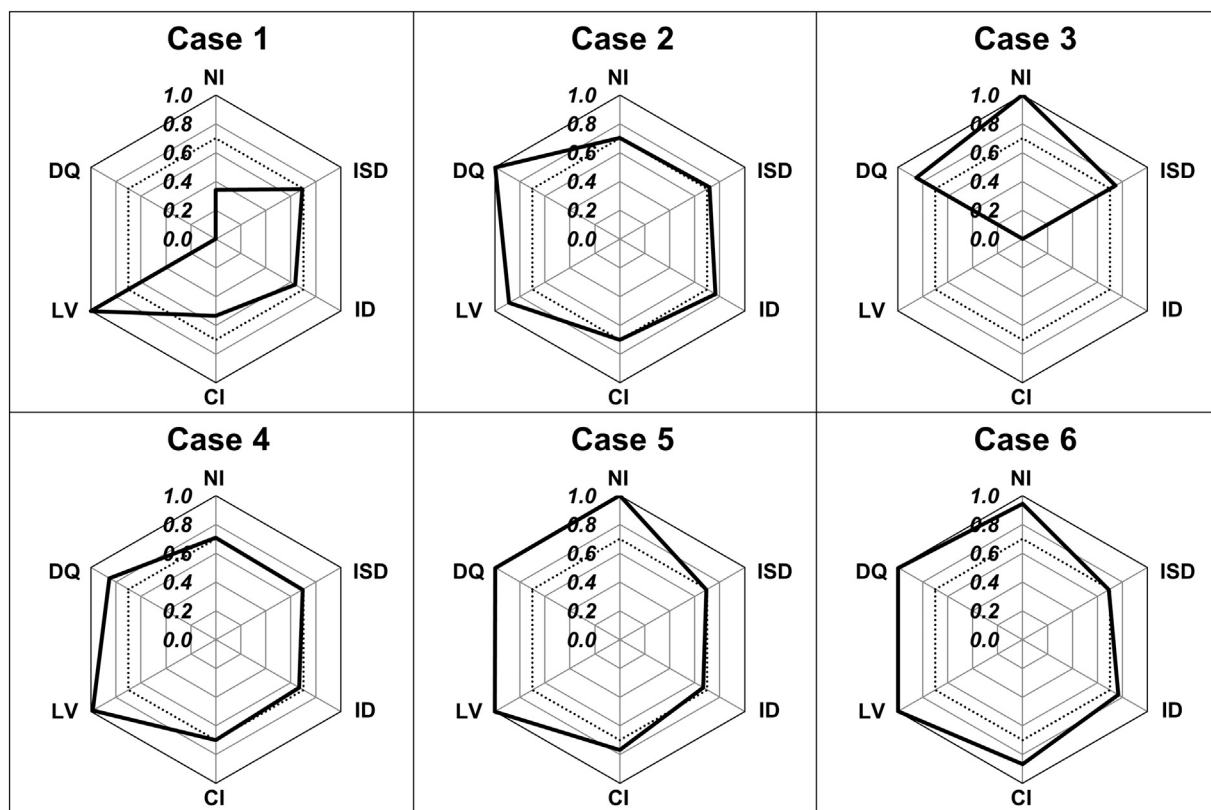 Case 1
NI
1.0
0.8
0.6
0.4
0.2
0.0
DQ
ISD
LV
ID
CI
Case 2
NI
1.0
0.8
0.6
0.4
0.2
0.0
DQ
ISD
LV
ID
CI
Case 3
NI
1.0
0.8
0.6
0.4
0.2
0.0
DQ
ISD
LV
ID
CI
Case 4
NI
1.0
0.8
0.6
0.4
0.2
0.0
DQ
ISD
LV
ID
CI
Case 5
NI
1.0
0.8
0.6
0.4
0.2
0.0
DQ
ISD
LV
ID
CI
Case 6
NI
1.0
0.8
0.6
0.4
0.2
0.0
DQ
ISD
LV
ID
CI